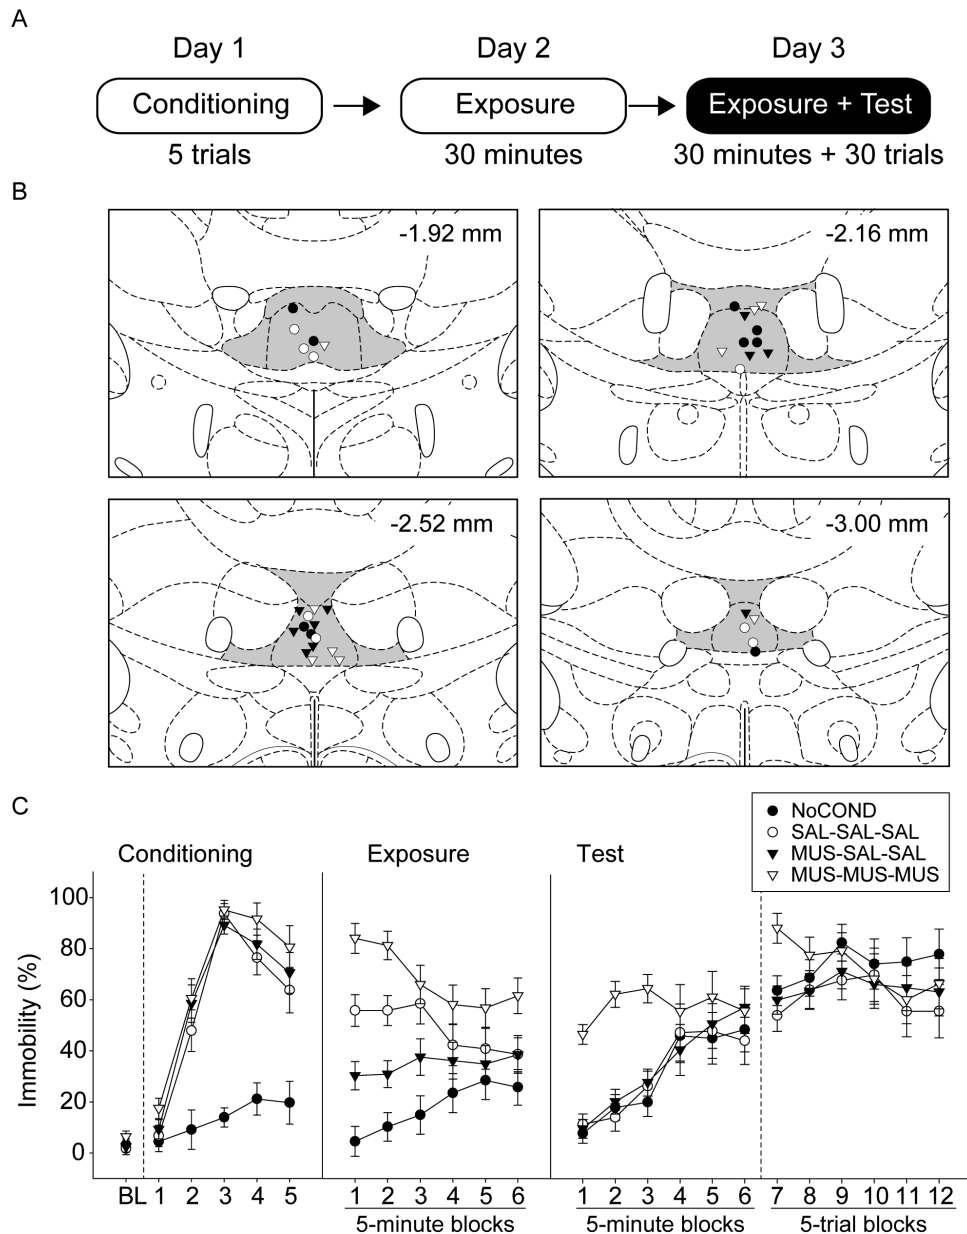 A
Day 1
Day 2
Day 3
Conditioning
Exposure
Exposure + Test
5 trials
30 minutes
30 minutes + 30 trials
B
-1.92 mm
-2.16 mm
-2.52 mm
-3.00 mm
C
NoCOND
SAL-SAL-SAL
MUS-SAL-SAL
MUS-MUS-MUS
Conditioning
Exposure
Test
Immobility (%)
100
80
60
40
20
0
BL 1 2 3 4 5
1 2 3 4 5 6
1 2 3 4 5 6
7 8 9 10 11 12
5-minute blocks
5-minute blocks
5-trial blocks